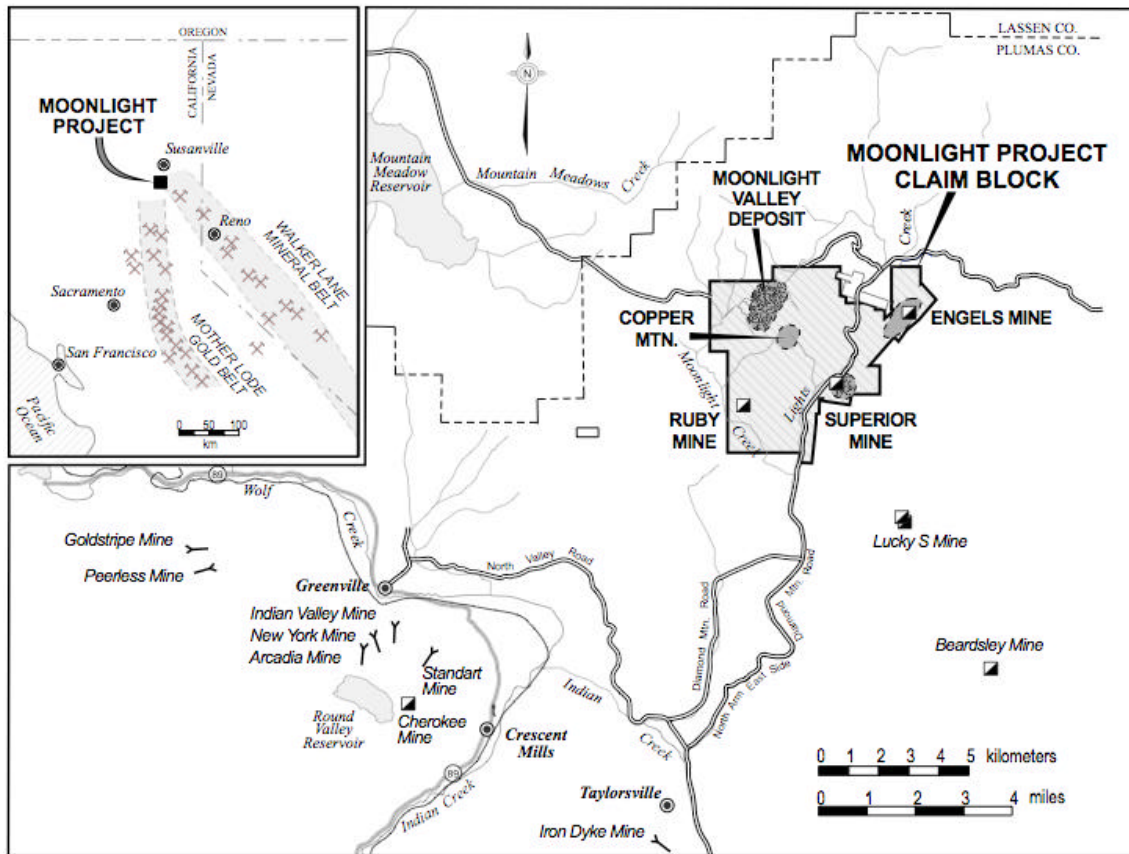 OREGON
CALIFORNIA
NEVADA
MOONLIGHT
PROJECT
Susanville
Reno
WALKER LANE
MINERAL BELT
Sacramento
MOTHER LODE
GOLD BELT
San Francisco
Pacific
Ocean
0 50 100
km
LASSEN CO.
PLUMAS CO.
N
Mountain
Meadow
Reservoir
Mountain Meadows Creek
MOONLIGHT
VALLEY
DEPOSIT
MOONLIGHT PROJECT
CLAIM BLOCK
Creek
COPPER
MTN.
ENGELS MINE
Moonlight
Creek
Lights
RUBY
MINE
SUPERIOR
MINE
89
Wolf
Creek
Goldstripe Mine
Peerless Mine
Lucky S Mine
North Valley Road
Greenville
Diamond Mtn. Road
North Arm East Side
Diamond
Mtn. Road
Indian Valley Mine
New York Mine
Arcadia Mine
Standart
Mine
Beardsley Mine
Indian
Creek
Round
Valley
Reservoir
Cherokee
Mine
Crescent
Mills
89
Indian Creek
Taylorsville
Iron Dyke Mine
0 1 2 3 4 5 kilometers
0 1 2 3 4 miles